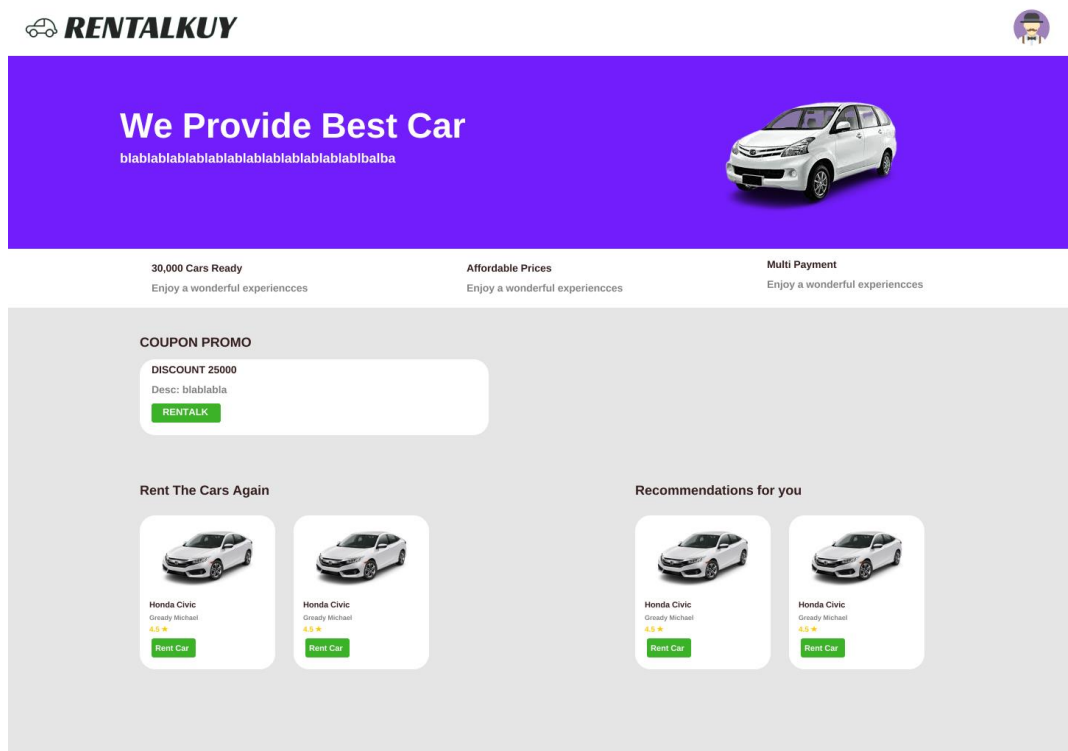 RENTALKUY
We Provide Best Car
blablablablablablablablablablablablablbalba
30,000 Cars Ready
Enjoy a wonderful experiencces
Affordable Prices
Enjoy a wonderful experiencces
Multi Payment
Enjoy a wonderful experiencces
COUPON PROMO
DISCOUNT 25000
Desc: blablabla
RENTALK
Rent The Cars Again
Honda Civic
Gready Michael
4.5 ★
Rent Car
Honda Civic
Gready Michael
4.5 ★
Rent Car
Recommendations for you
Honda Civic
Gready Michael
4.5 ★
Rent Car
Honda Civic
Gready Michael
4.5 ★
Rent Car